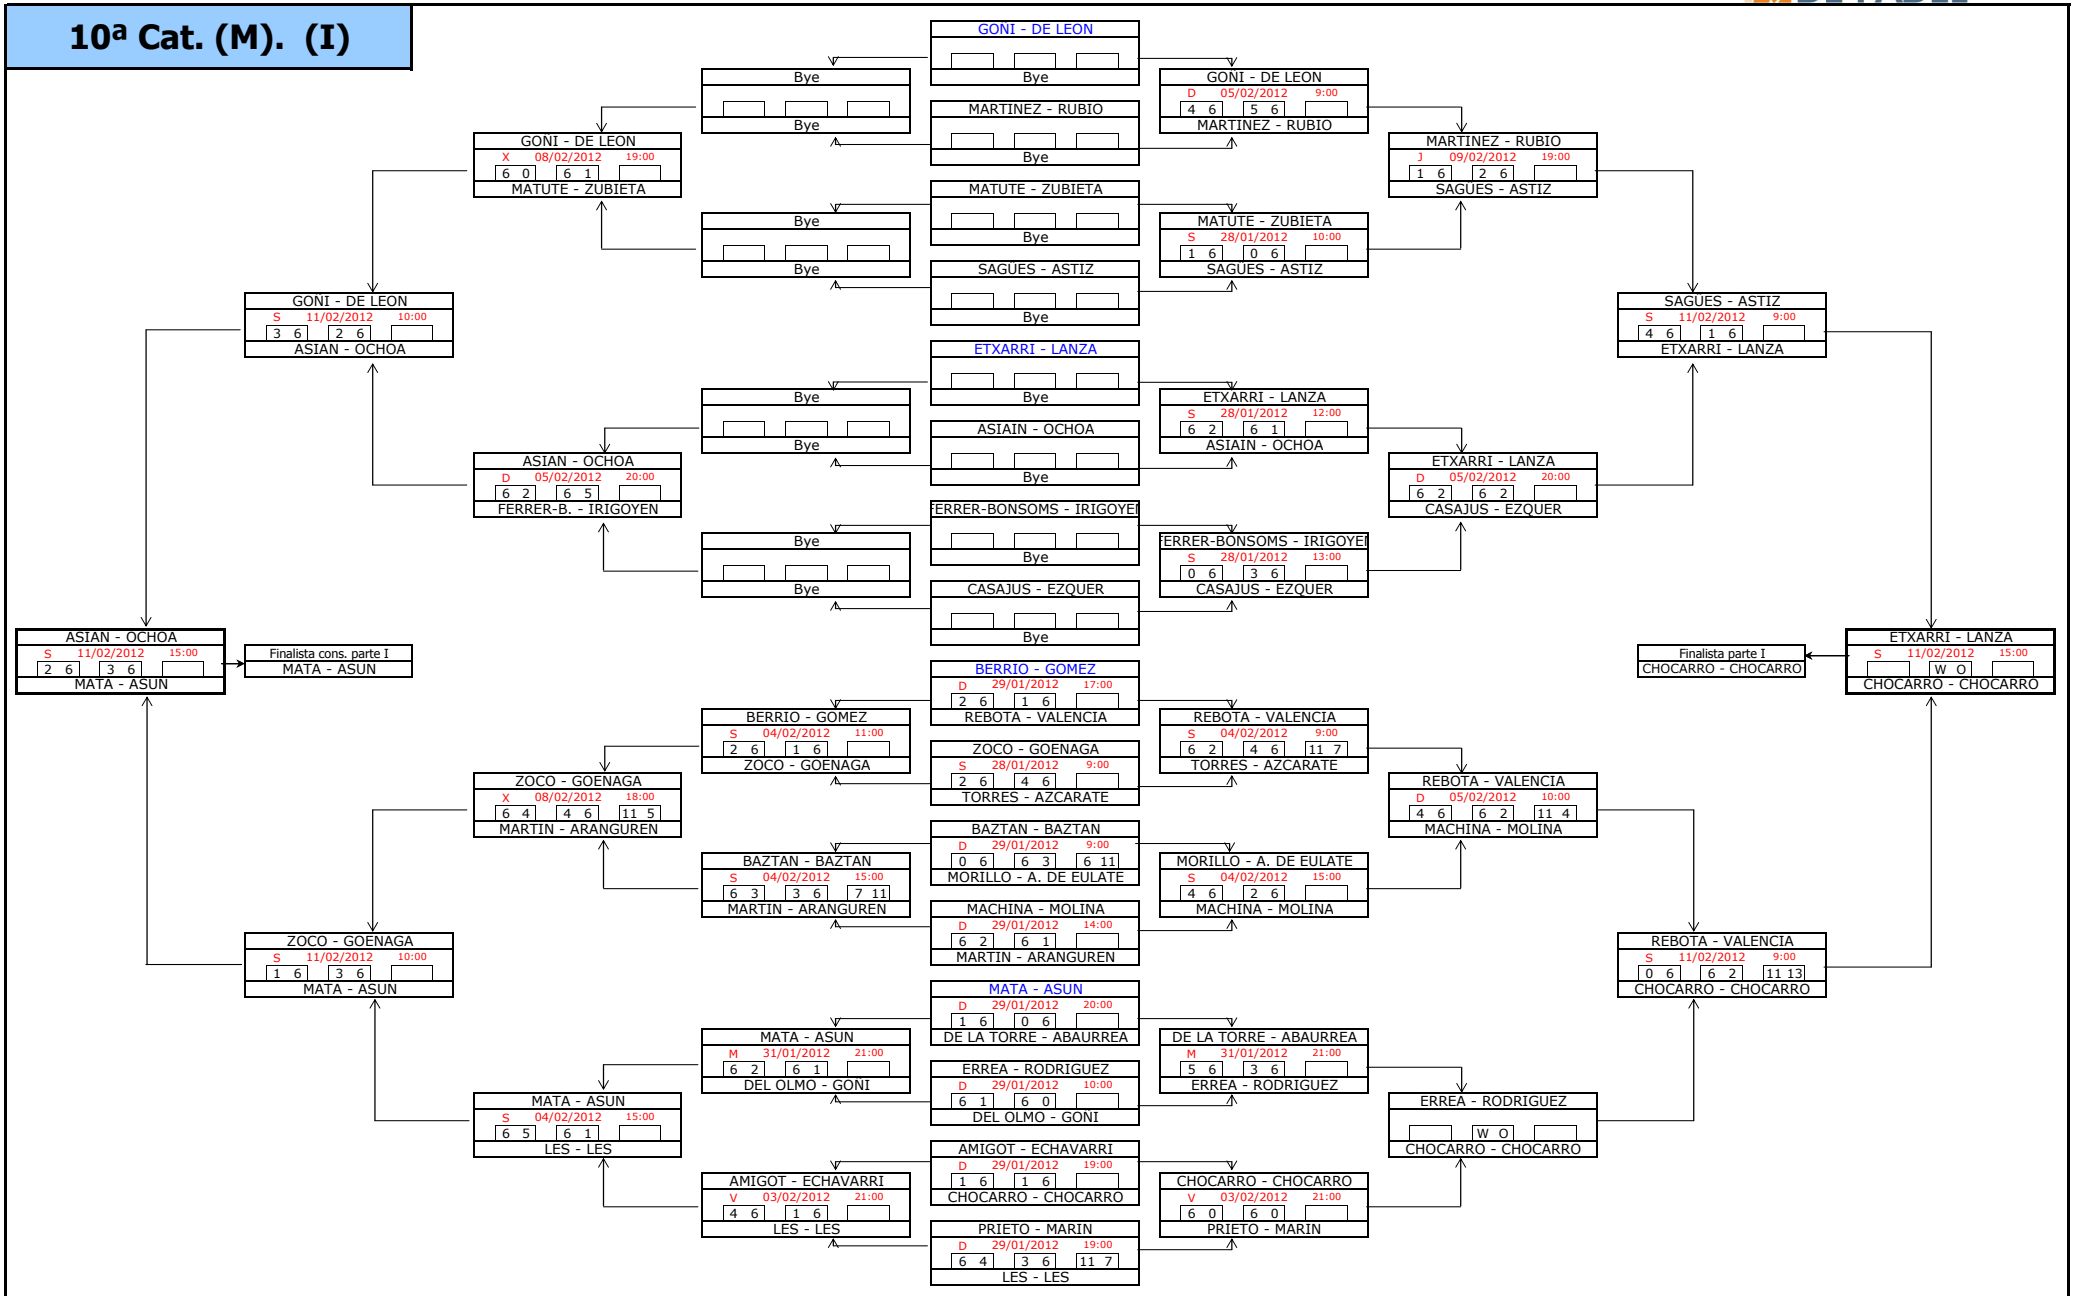 10ª Cat. (M). (I)
GOÑI - DE LEON
Bye
MARTINEZ - RUBIO
Bye
MATUTE - ZUBIETA
Bye
SAGÜES - ASTIZ
Bye
ETXARRI - LANZA
Bye
ASIAIN - OCHOA
Bye
FERRER-BONSOMS - IRIGOYEN
Bye
CASAJUS - EZQUER
Bye
BERRIO - GOMEZ
D 29/01/2012 17:00
2 6 1 6
REBOTA - VALENCIA
ZOCO - GOENAGA
S 28/01/2012 9:00
2 6 4 6
TORRES - AZCARATE
BAZTAN - BAZTAN
D 29/01/2012 9:00
0 6 6 3 6 11
MORILLO - A. DE EULATE
MACHINA - MOLINA
D 29/01/2012 14:00
6 2 6 1
MARTIN - ARANGUREN
MATA - ASUN
D 29/01/2012 20:00
1 6 0 6
DE LA TORRE - ABAURREA
ERREA - RODRIGUEZ
D 29/01/2012 10:00
6 1 6 0
DEL OLMO - GOÑI
AMIGOT - ECHAVARRI
D 29/01/2012 19:00
1 6 1 6
CHOCARRO - CHOCARRO
PRIETO - MARIN
D 29/01/2012 19:00
6 4 3 6 11 7
LES - LES
Bye
Bye
Bye
Bye
Bye
Bye
Bye
Bye
BERRIO - GOMEZ
S 04/02/2012 11:00
2 6 1 6
ZOCO - GOENAGA
BAZTAN - BAZTAN
S 04/02/2012 15:00
6 3 3 6 7 11
MARTIN - ARANGUREN
MATA - ASUN
M 31/01/2012 21:00
6 2 6 1
DEL OLMO - GOÑI
AMIGOT - ECHAVARRI
V 03/02/2012 21:00
4 6 1 6
LES - LES
GOÑI - DE LEON
X 08/02/2012 19:00
6 0 6 1
MATUTE - ZUBIETA
ASIAN - OCHOA
D 05/02/2012 20:00
6 2 6 5
FERRER-B. - IRIGOYEN
ZOCO - GOENAGA
X 08/02/2012 18:00
6 4 4 6 11 5
MARTIN - ARANGUREN
MATA - ASUN
S 04/02/2012 15:00
6 5 6 1
LES - LES
GOÑI - DE LEON
S 11/02/2012 10:00
3 6 2 6
ASIAN - OCHOA
ZOCO - GOENAGA
S 11/02/2012 10:00
1 6 3 6
MATA - ASUN
ASIAN - OCHOA
S 11/02/2012 15:00
2 6 3 6
MATA - ASUN
Finalista cons. parte I
MATA - ASUN
GOÑI - DE LEON
D 05/02/2012 9:00
4 6 5 6
MARTINEZ - RUBIO
MATUTE - ZUBIETA
S 28/01/2012 10:00
1 6 0 6
SAGÜES - ASTIZ
ETXARRI - LANZA
S 28/01/2012 12:00
6 2 6 1
ASIAIN - OCHOA
FERRER-BONSOMS - IRIGOYEN
S 28/01/2012 13:00
0 6 3 6
CASAJUS - EZQUER
REBOTA - VALENCIA
S 04/02/2012 9:00
6 2 4 6 11 7
TORRES - AZCARATE
MORILLO - A. DE EULATE
S 04/02/2012 15:00
4 6 2 6
MACHINA - MOLINA
DE LA TORRE - ABAURREA
M 31/01/2012 21:00
5 6 3 6
ERREA - RODRIGUEZ
CHOCARRO - CHOCARRO
V 03/02/2012 21:00
6 0 6 0
PRIETO - MARIN
MARTINEZ - RUBIO
J 09/02/2012 19:00
1 6 2 6
SAGÜES - ASTIZ
ETXARRI - LANZA
D 05/02/2012 20:00
6 2 6 2
CASAJUS - EZQUER
REBOTA - VALENCIA
D 05/02/2012 10:00
4 6 6 2 11 4
MACHINA - MOLINA
ERREA - RODRIGUEZ
W O
CHOCARRO - CHOCARRO
SAGÜES - ASTIZ
S 11/02/2012 9:00
4 6 1 6
ETXARRI - LANZA
REBOTA - VALENCIA
S 11/02/2012 9:00
0 6 6 2 11 13
CHOCARRO - CHOCARRO
Finalista parte I
CHOCARRO - CHOCARRO
ETXARRI - LANZA
S 11/02/2012 15:00
W O
CHOCARRO - CHOCARRO